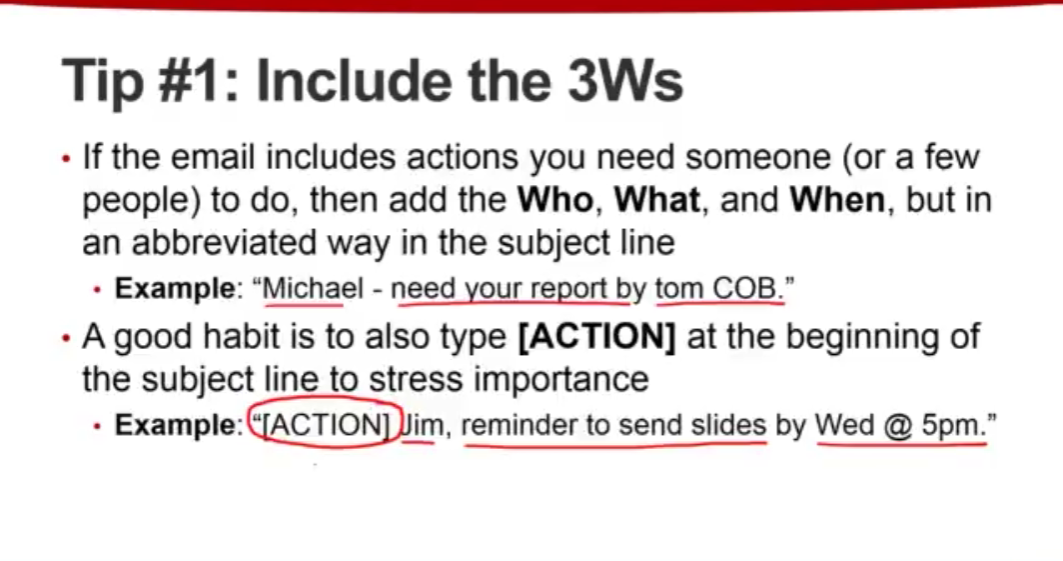 Tip #1: Include the 3Ws
• If the email includes actions you need someone (or a few
people) to do, then add the Who, What, and When, but in
an abbreviated way in the subject line
• Example: “Michael - need your report by tom COB.”
• A good habit is to also type [ACTION] at the beginning of
the subject line to stress importance
• Example: “[ACTION] Jim, reminder to send slides by Wed @ 5pm.”